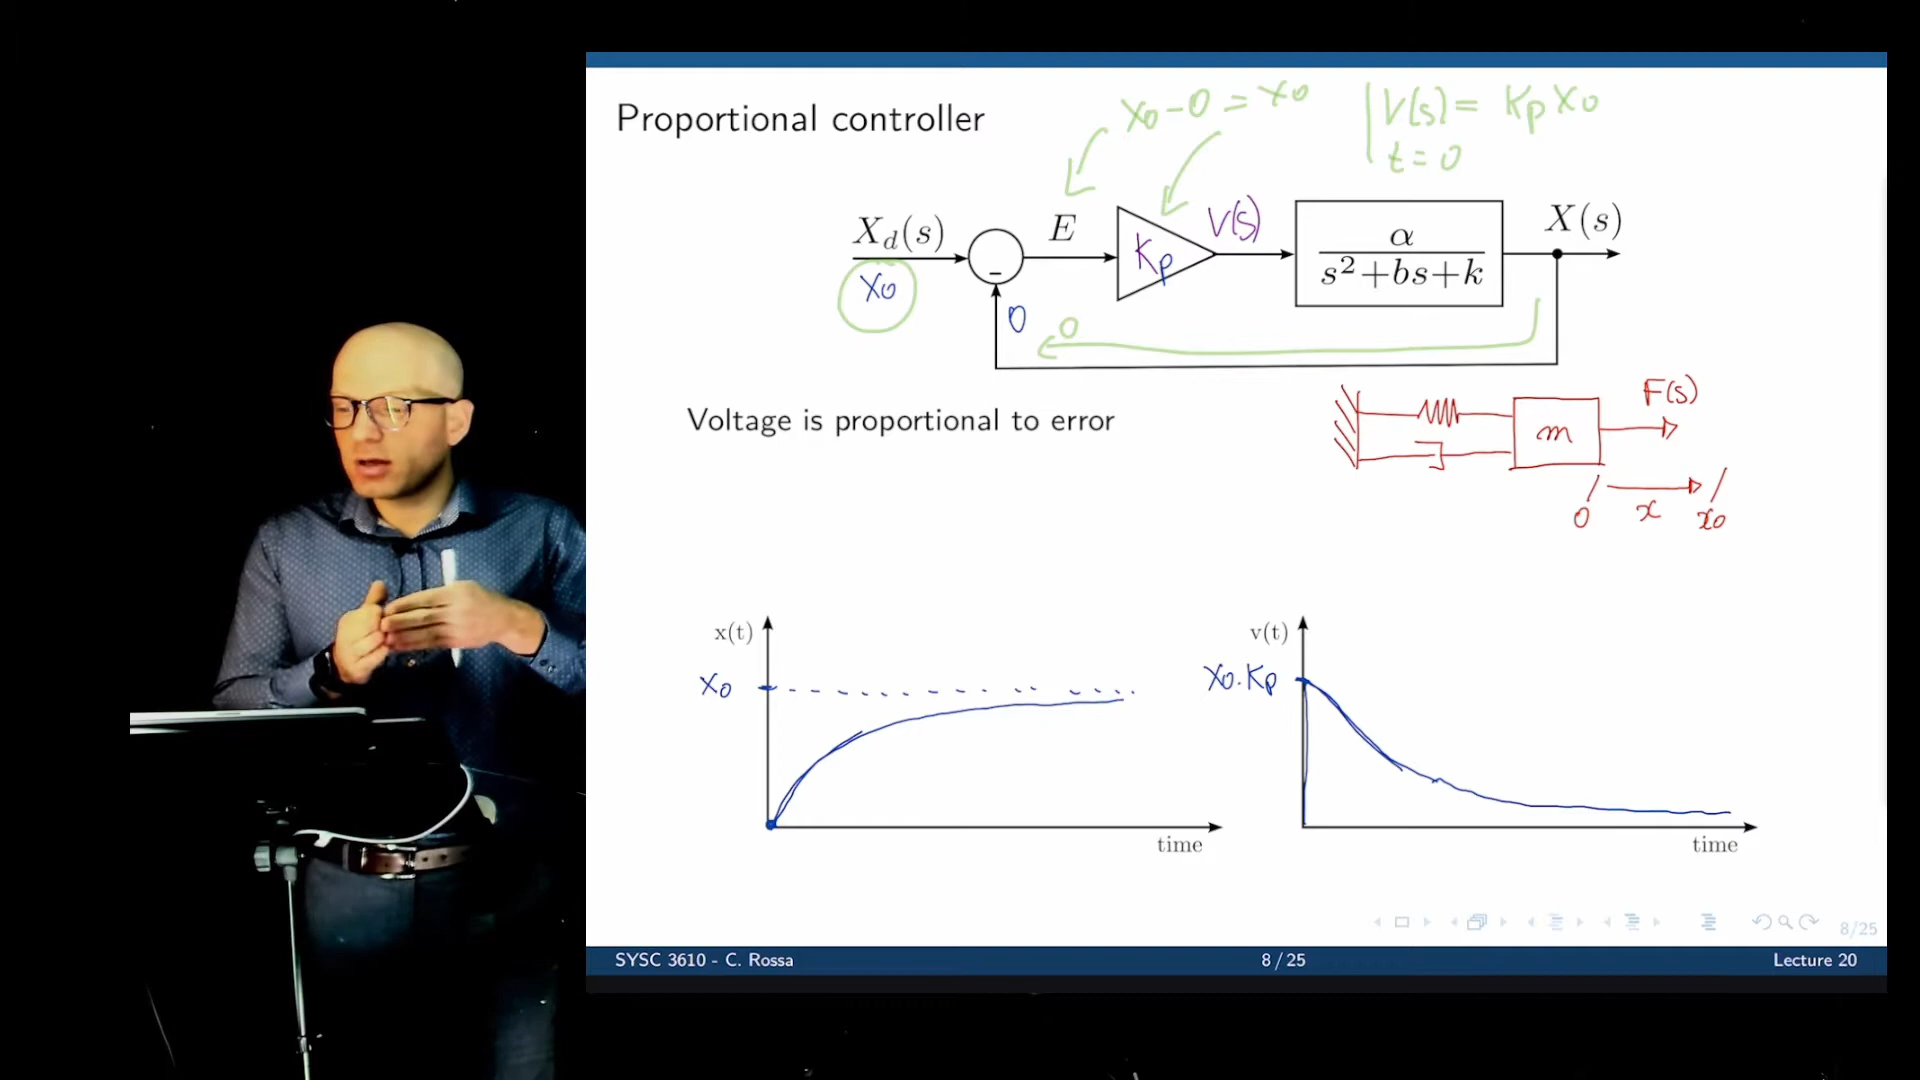 Proportional controller
x₀-0 = x₀
V(s) = Kp x₀
t = 0
X_d(s)
x₀
-
0
E
Kp
V(s)
α
s²+bs+k
X(s)
0
Voltage is proportional to error
m
F(s)
0
x
x₀
x(t)
x₀
time
v(t)
x₀.Kp
time
8/25
SYSC 3610 - C. Rossa
8 / 25
Lecture 20